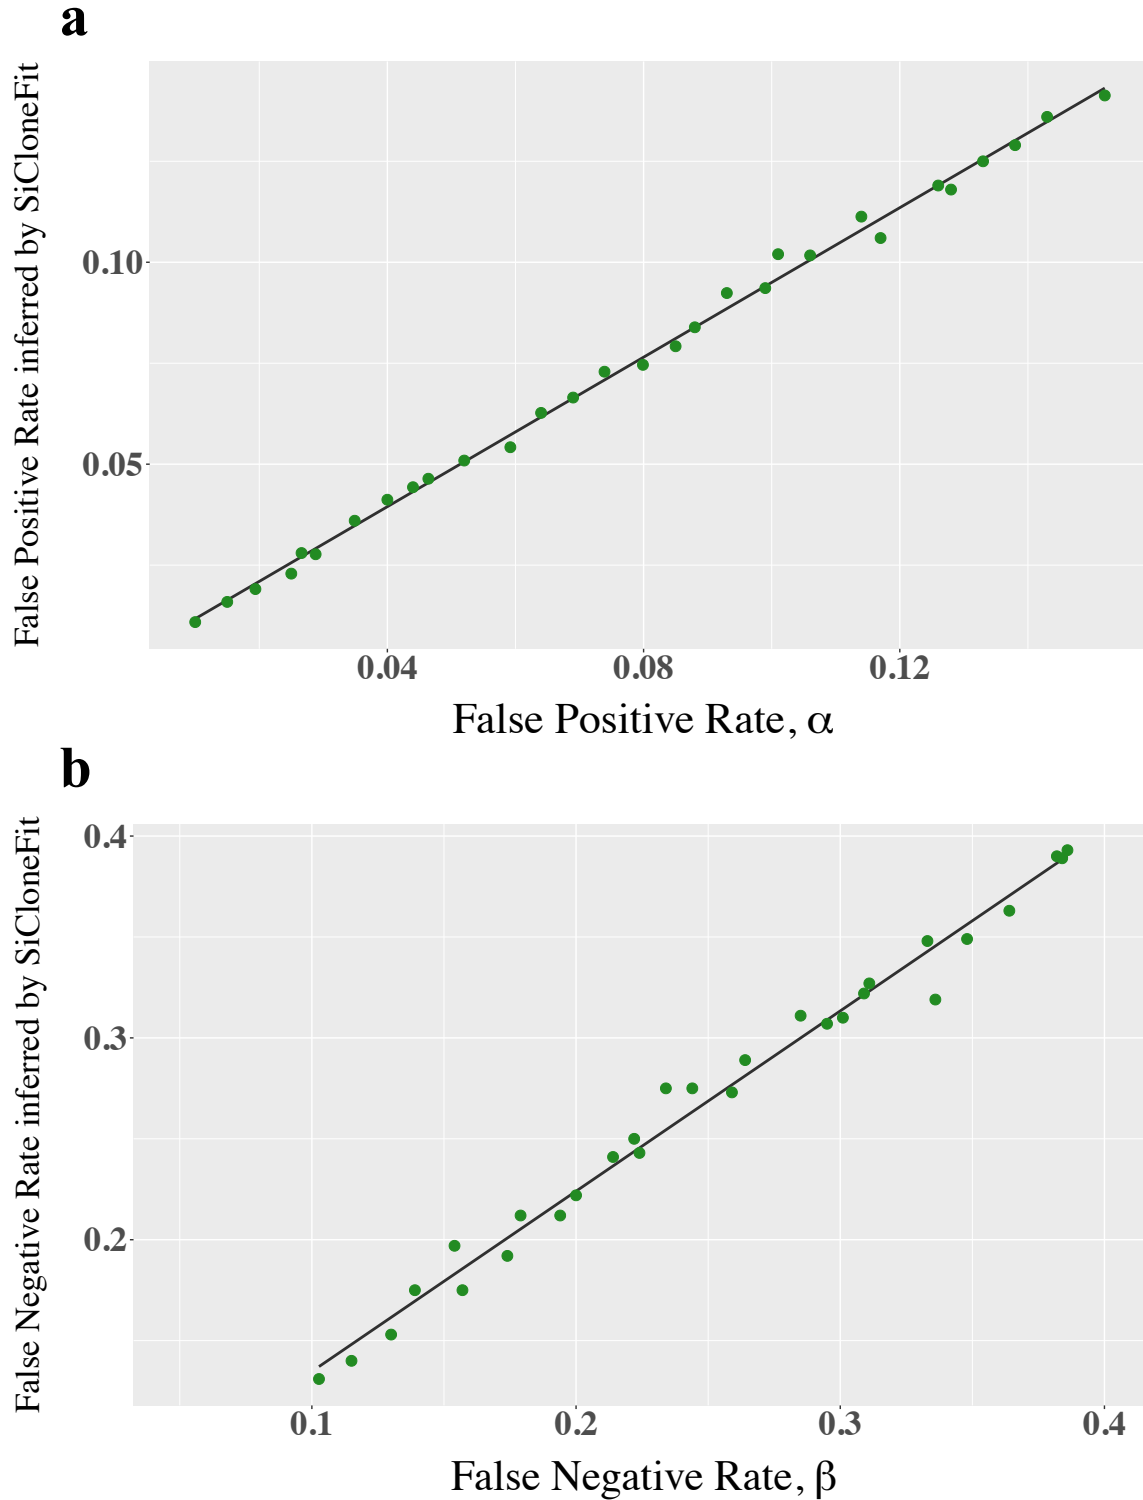 a
False Positive Rate inferred by SiCloneFit
0.10
0.05
0.04 0.08 0.12
False Positive Rate, α
b
False Negative Rate inferred by SiCloneFit
0.4
0.3
0.2
0.1 0.2 0.3 0.4
False Negative Rate, β